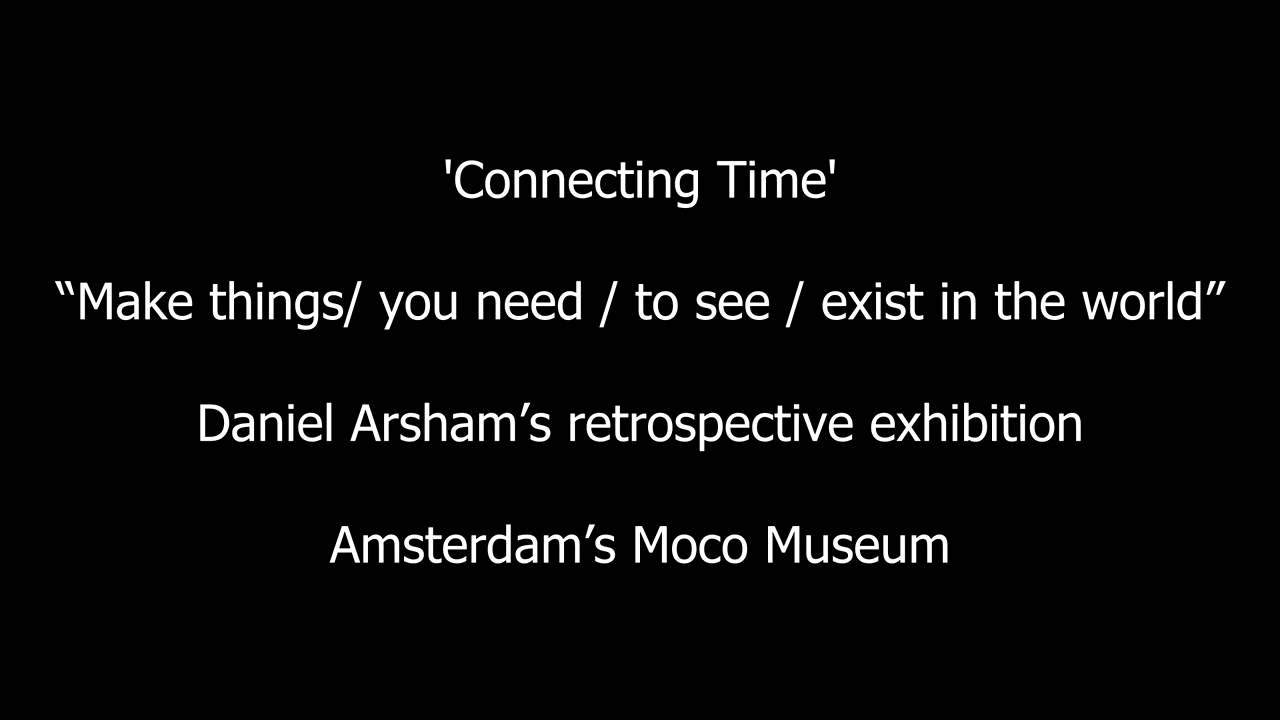 'Connecting Time'
“Make things/ you need / to see / exist in the world”
Daniel Arsham’s retrospective exhibition
Amsterdam’s Moco Museum